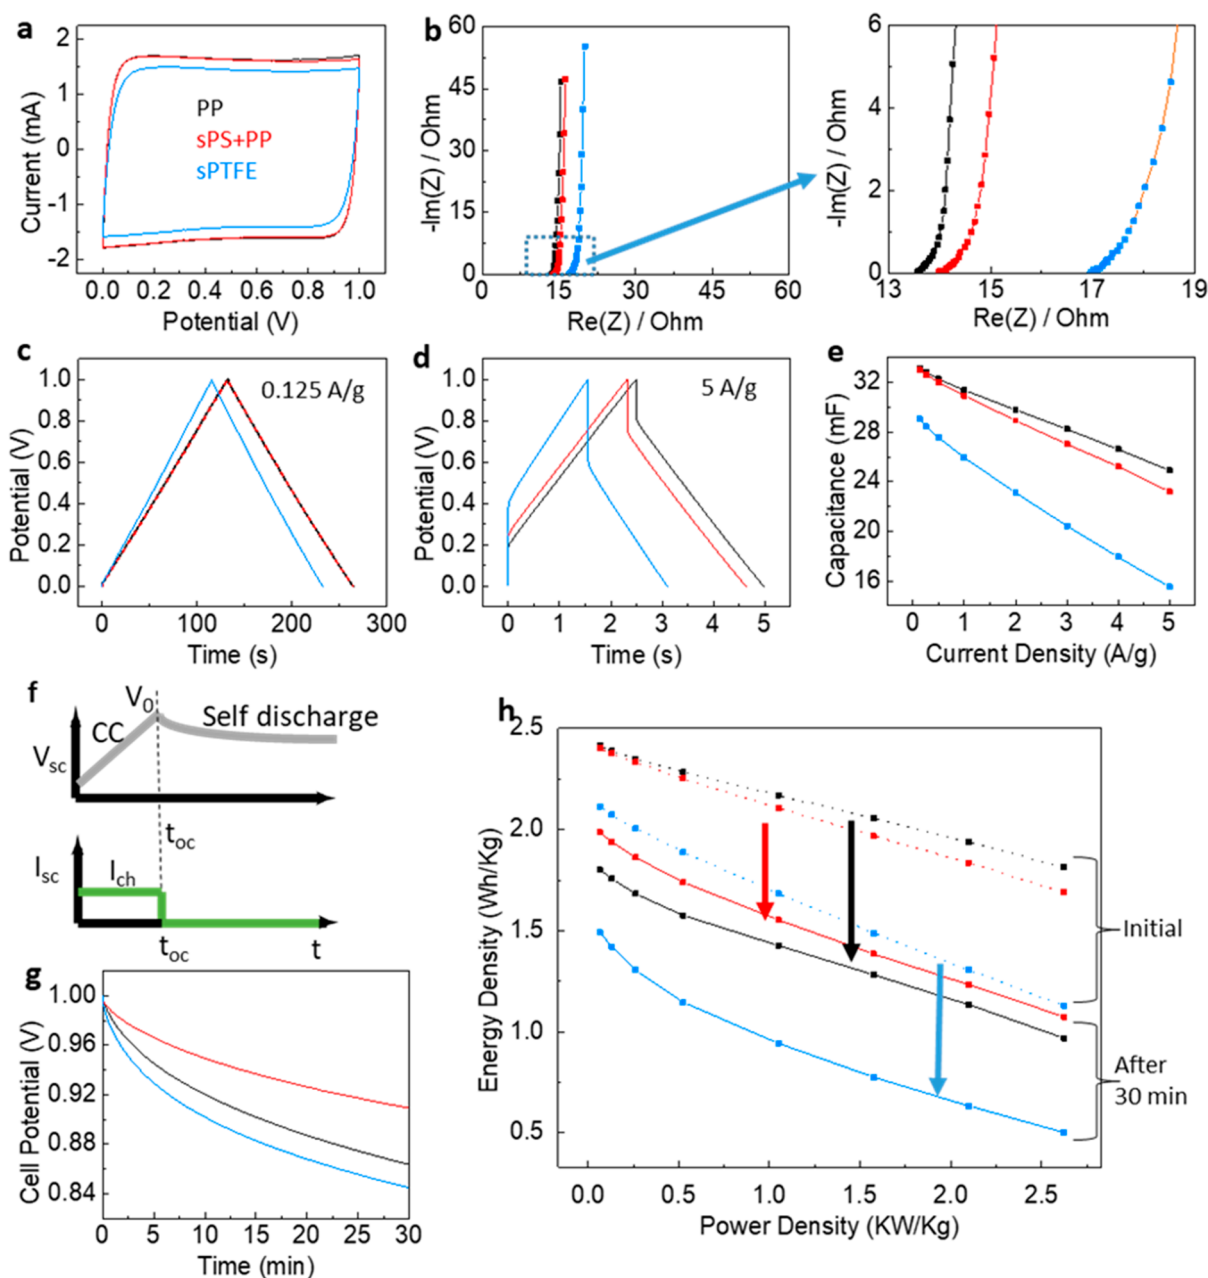 a
2
1
0
-1
-2
Current (mA)
PP
sPS+PP
sPTFE
0.0 0.2 0.4 0.6 0.8 1.0
Potential (V)
b
60
45
30
15
0
-Im(Z) / Ohm
0 15 30 45 60
Re(Z) / Ohm
6
4
2
0
-Im(Z) / Ohm
13 15 17 19
Re(Z) / Ohm
c
1.0
0.8
0.6
0.4
0.2
0.0
Potential (V)
0.125 A/g
0 100 200 300
Time (s)
d
1.0
0.8
0.6
0.4
0.2
0.0
Potential (V)
5 A/g
0 1 2 3 4 5
Time (s)
e
32
28
24
20
16
Capacitance (mF)
0 1 2 3 4 5
Current Density (A/g)
f
V0
CC
Self discharge
Vsc
toc
Isc
Ich
toc
t
g
1.00
0.96
0.92
0.88
0.84
Cell Potential (V)
0 5 10 15 20 25 30
Time (min)
h
2.5
2.0
1.5
1.0
0.5
Energy Density (Wh/Kg)
Initial
After
30 min
0.0 0.5 1.0 1.5 2.0 2.5
Power Density (KW/Kg)